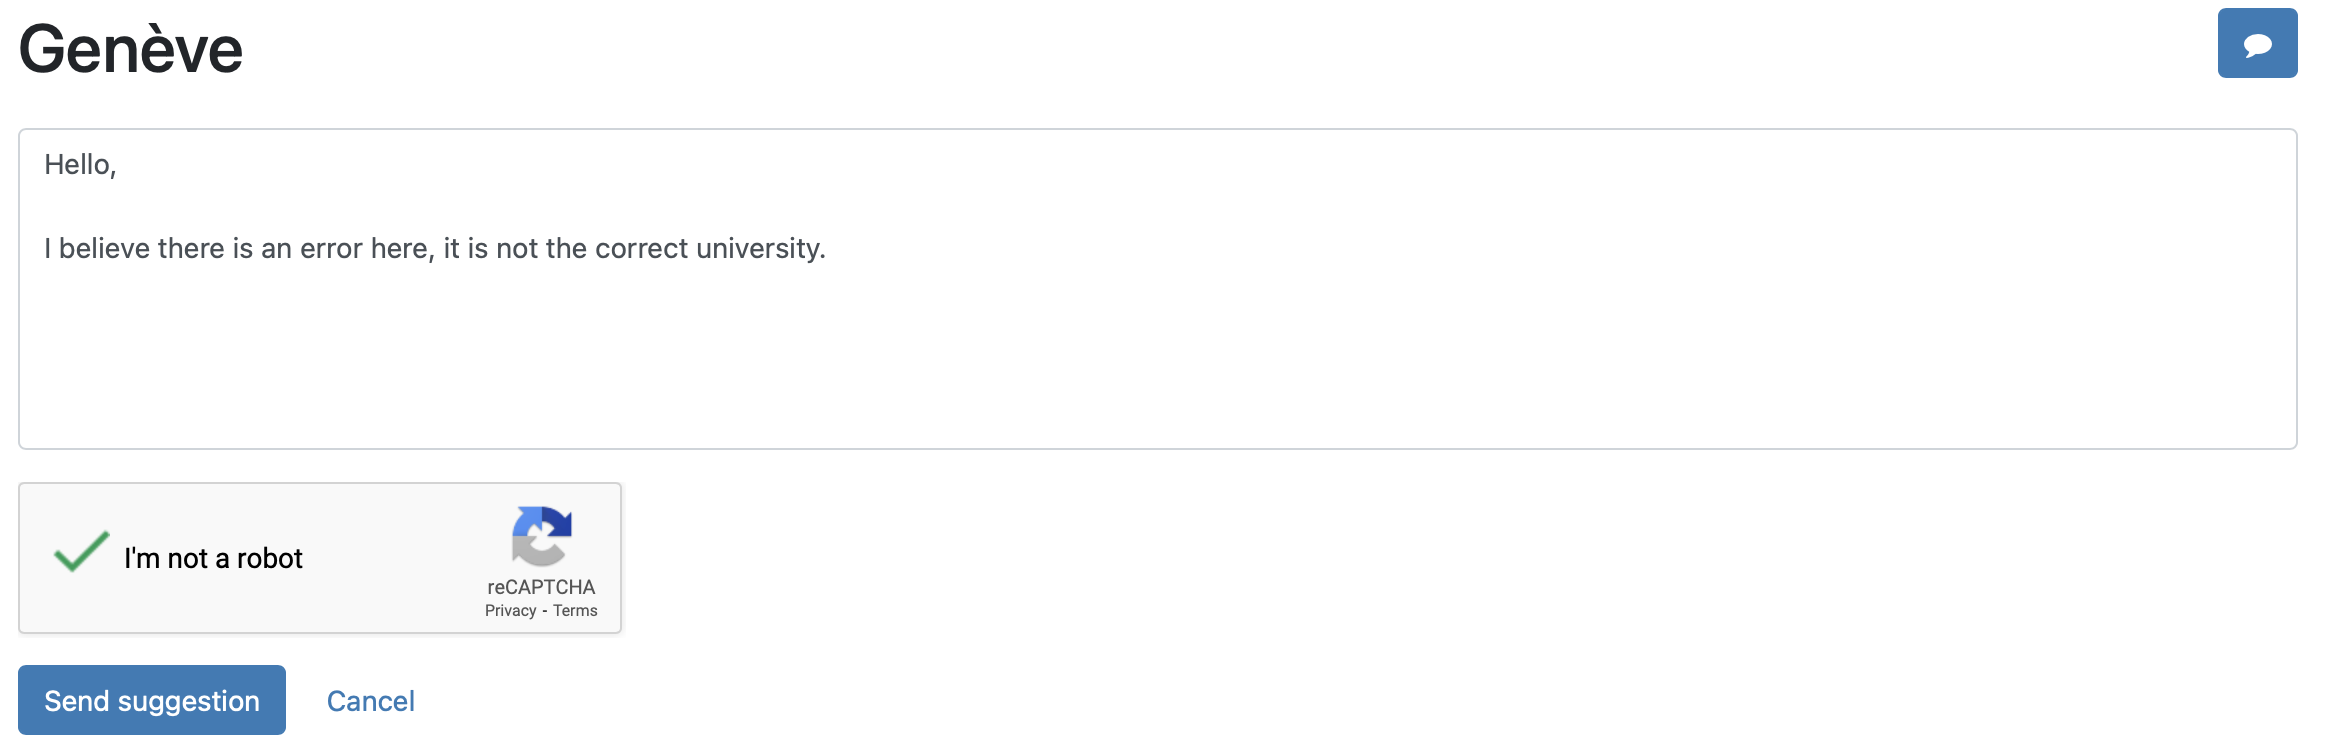 Genève
Hello,
I believe there is an error here, it is not the correct university.
I'm not a robot
reCAPTCHA
Privacy - Terms
Send suggestion
Cancel